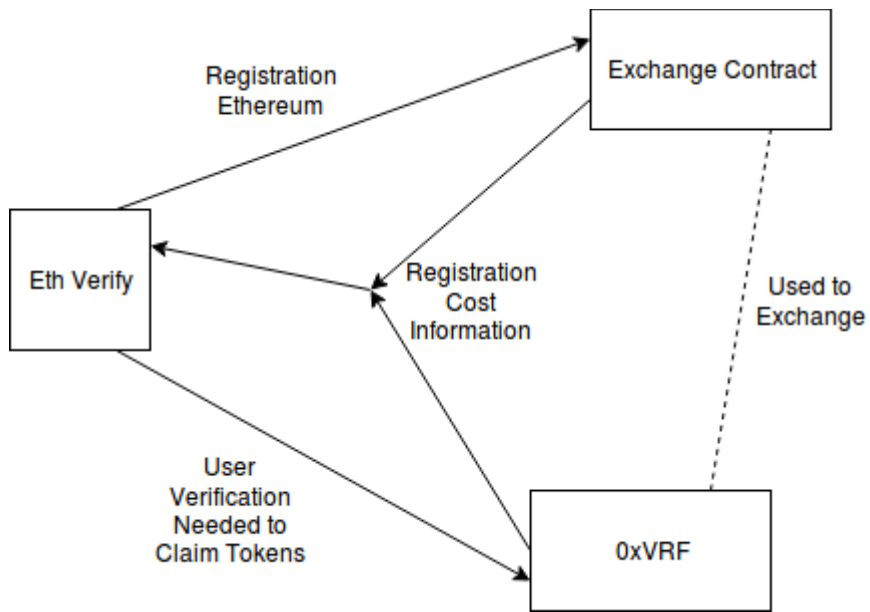 Exchange Contract
Registration
Ethereum
Eth Verify
Registration
Cost
Information
Used to
Exchange
User
Verification
Needed to
Claim Tokens
0xVRF